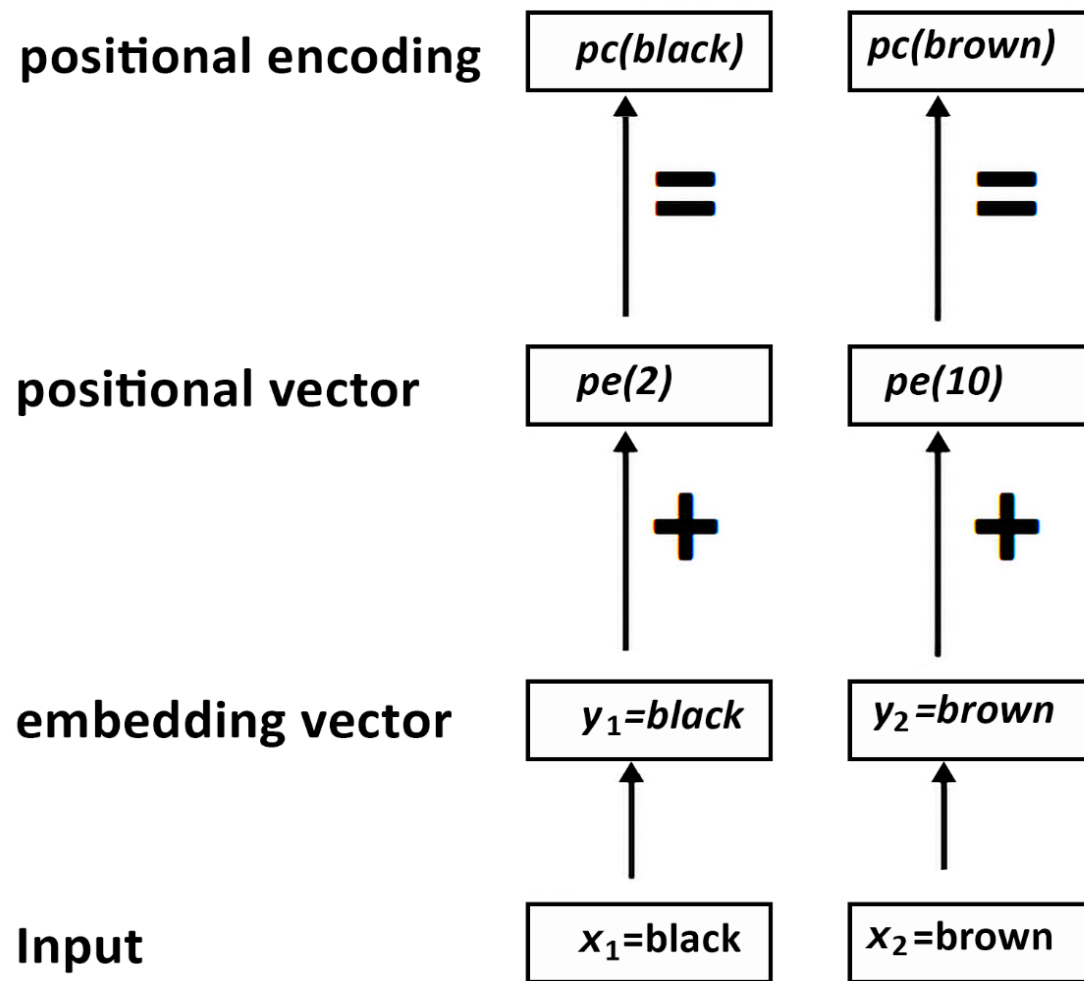 positional encoding pc(black) pc(brown)
= =
positional vector pe(2) pe(10)
+ +
embedding vector y₁=black y₂=brown
Input x₁=black x₂=brown